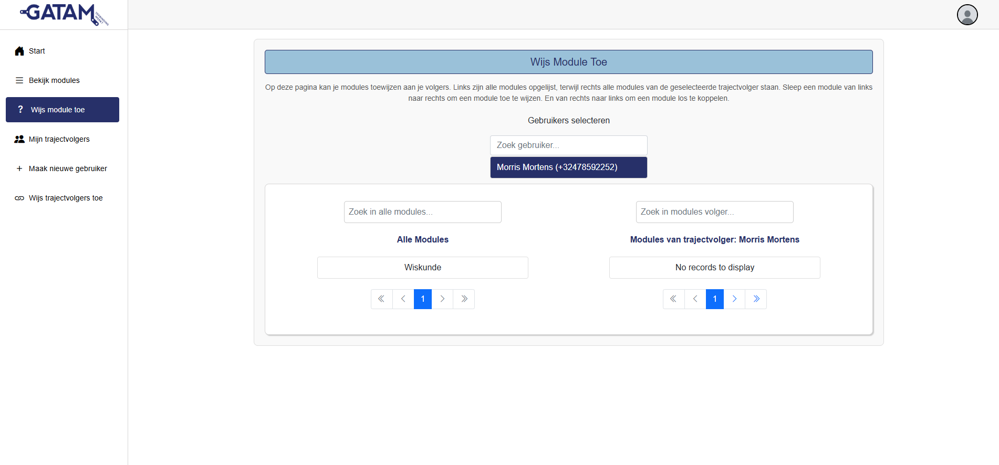 GATAM
VERBINDING
WERKT
Start
Bekijk modules
? Wijs module toe
Mijn trajectvolgers
+ Maak nieuwe gebruiker
Wijs trajectvolgers toe
Wijs Module Toe
Op deze pagina kan je modules toewijzen aan je volgers. Links zijn alle modules opgelijst, terwijl rechts alle modules van de geselecteerde trajectvolger staan. Sleep een module van links
naar rechts om een module toe te wijzen. En van rechts naar links om een module los te koppelen.
Gebruikers selecteren
Zoek gebruiker...
Morris Mortens (+32478592252)
Zoek in alle modules...
Alle Modules
Wiskunde
« < 1 > »
Zoek in modules volger...
Modules van trajectvolger: Morris Mortens
No records to display
« < 1 > »